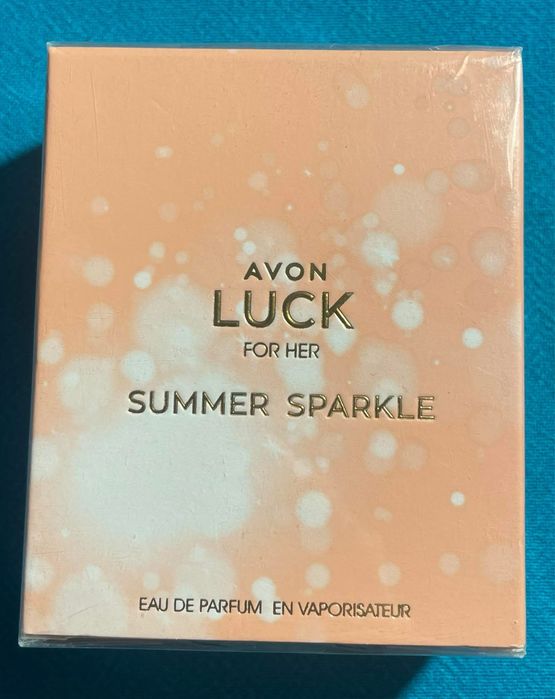 AVON
LUCK
FOR HER
SUMMER SPARKLE
EAU DE PARFUM EN VAPORISATEUR